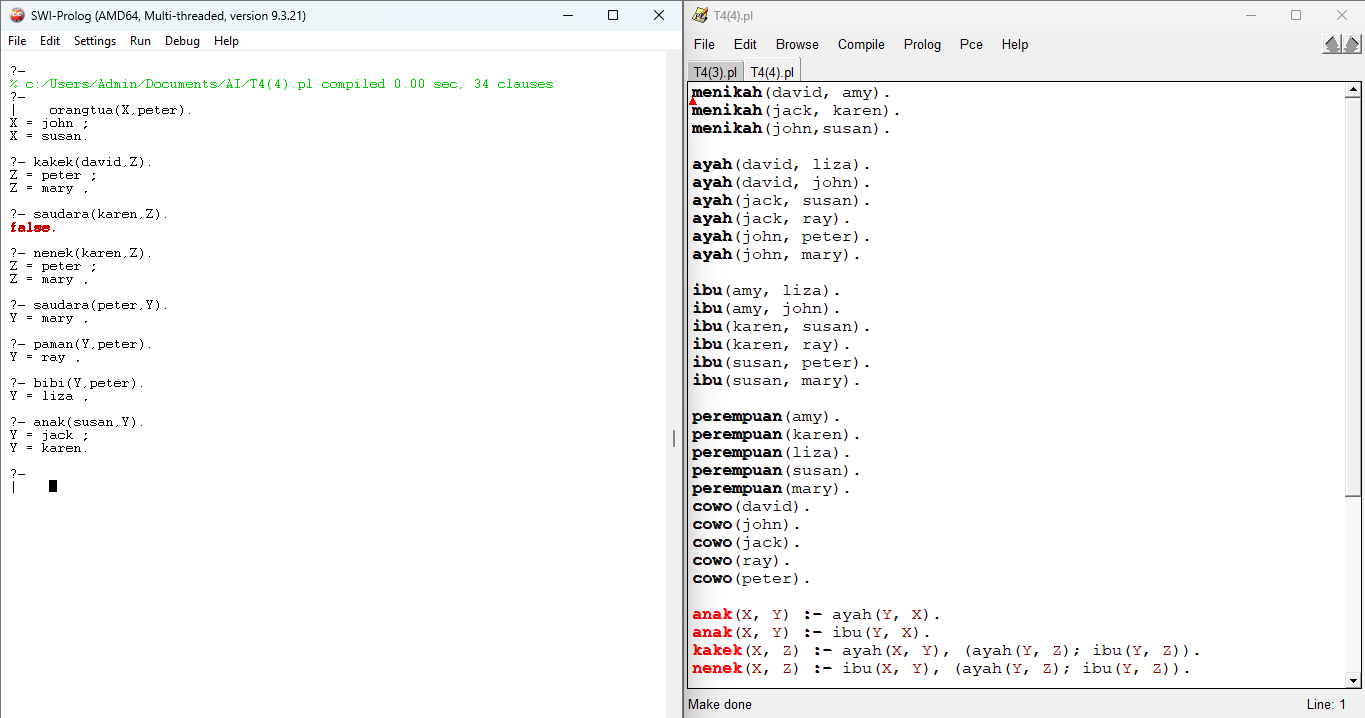 SWI-Prolog (AMD64, Multi-threaded, version 9.3.21)
File Edit Settings Run Debug Help
?-
% c:/Users/Admin/Documents/AI/T4(4).pl compiled 0.00 sec, 34 clauses
?-
|    orangtua(X,peter).
X = john ;
X = susan.
?- kakek(david,Z).
Z = peter ;
Z = mary .
?- saudara(karen,Z).
false.
?- nenek(karen,Z).
Z = peter ;
Z = mary .
?- saudara(peter,Y).
Y = mary .
?- paman(Y,peter).
Y = ray .
?- bibi(Y,peter).
Y = liza .
?- anak(susan,Y).
Y = jack ;
Y = karen.
?-
|
T4(4).pl
File Edit Browse Compile Prolog Pce Help
T4(3).pl T4(4).pl
menikah(david, amy).
menikah(jack, karen).
menikah(john,susan).
ayah(david, liza).
ayah(david, john).
ayah(jack, susan).
ayah(jack, ray).
ayah(john, peter).
ayah(john, mary).
ibu(amy, liza).
ibu(amy, john).
ibu(karen, susan).
ibu(karen, ray).
ibu(susan, peter).
ibu(susan, mary).
perempuan(amy).
perempuan(karen).
perempuan(liza).
perempuan(susan).
perempuan(mary).
cowo(david).
cowo(john).
cowo(jack).
cowo(ray).
cowo(peter).
anak(X, Y) :- ayah(Y, X).
anak(X, Y) :- ibu(Y, X).
kakek(X, Z) :- ayah(X, Y), (ayah(Y, Z); ibu(Y, Z)).
nenek(X, Z) :- ibu(X, Y), (ayah(Y, Z); ibu(Y, Z)).
Make done
Line: 1